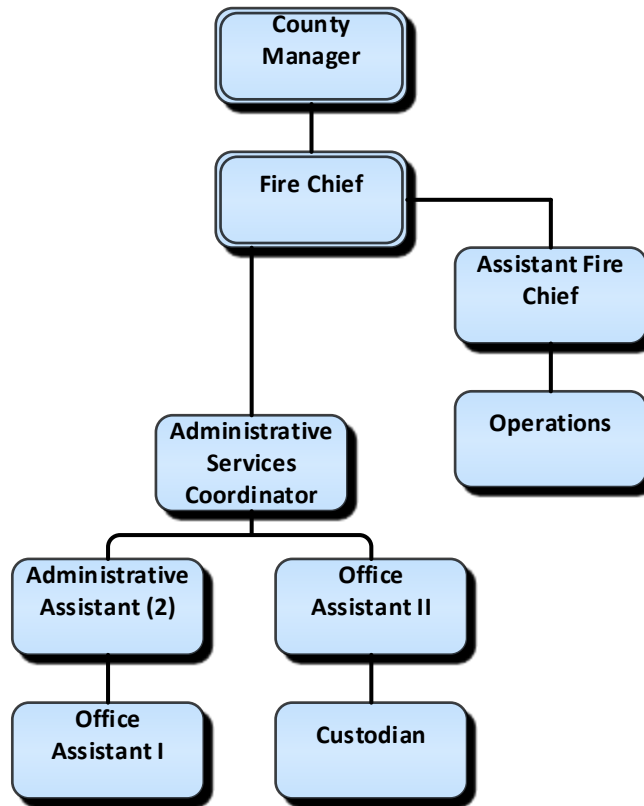 County
Manager
Fire Chief
Assistant Fire
Chief
Operations
Administrative
Services
Coordinator
Administrative
Assistant (2)
Office
Assistant II
Office
Assistant I
Custodian